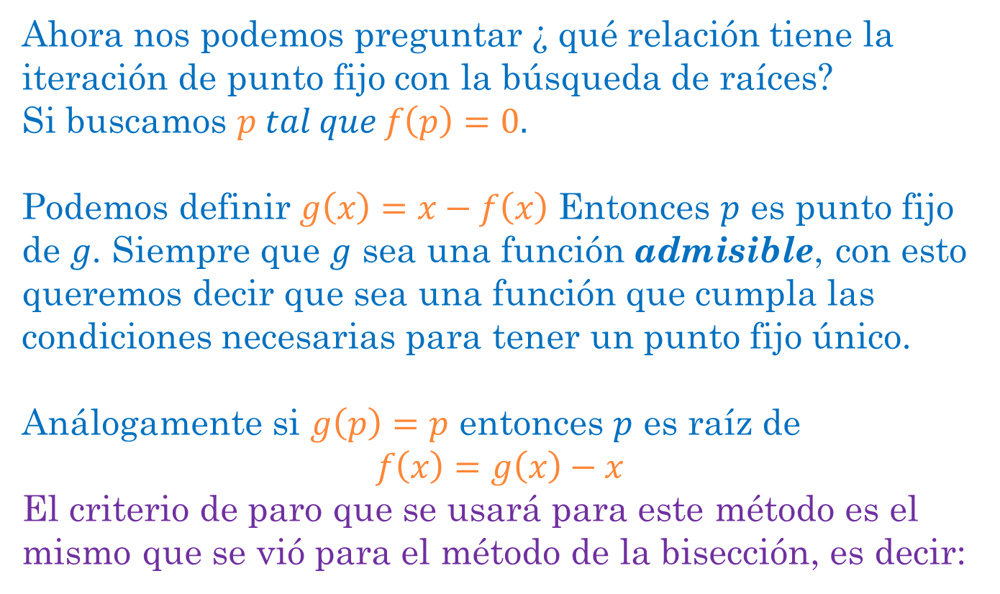 Ahora nos podemos preguntar ¿ qué relación tiene la
iteración de punto fijo con la búsqueda de raíces?
Si buscamos p tal que f(p) = 0.
Podemos definir g(x) = x − f(x) Entonces p es punto fijo
de g. Siempre que g sea una función admisible, con esto
queremos decir que sea una función que cumpla las
condiciones necesarias para tener un punto fijo único.
Análogamente si g(p) = p entonces p es raíz de
f(x) = g(x) − x
El criterio de paro que se usará para este método es el
mismo que se vió para el método de la bisección, es decir: